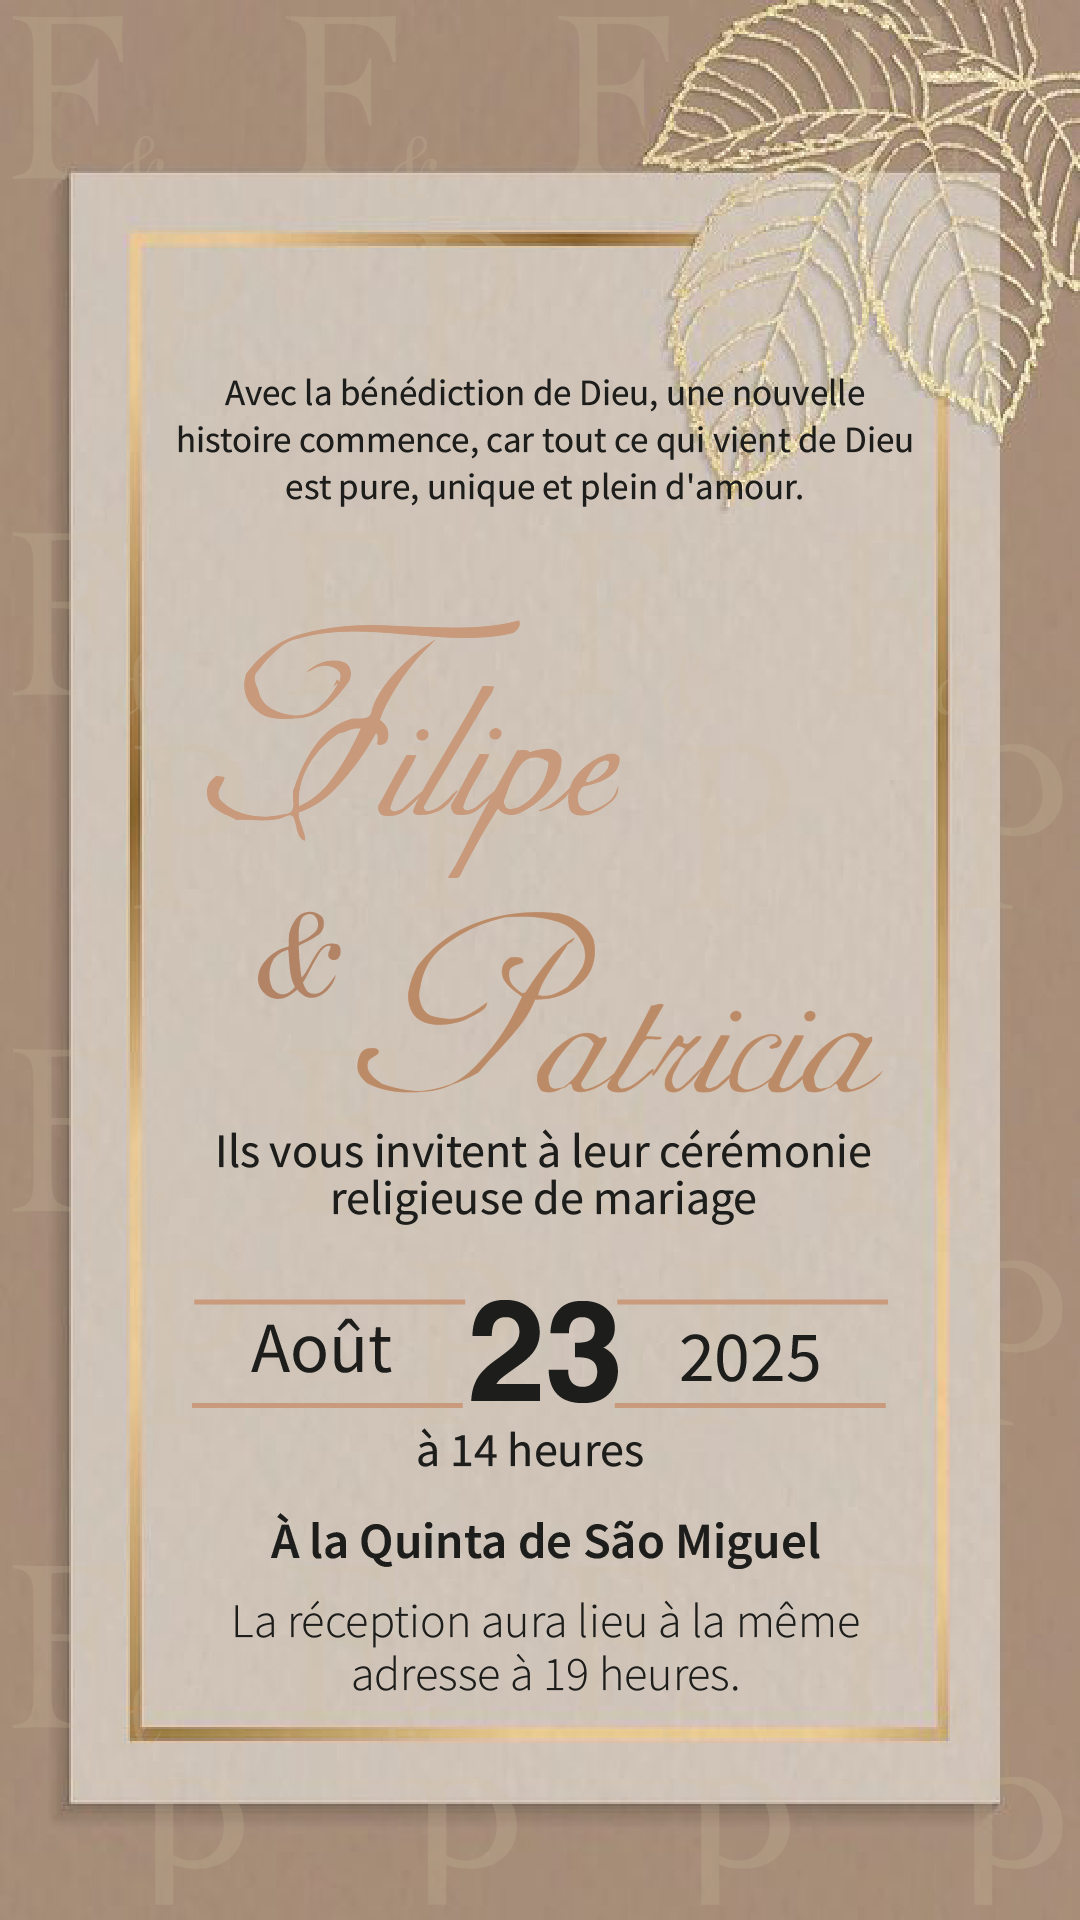 Avec la bénédiction de Dieu, une nouvelle
histoire commence, car tout ce qui vient de Dieu
est pure, unique et plein d'amour.
Filipe
& Patricia
Ils vous invitent à leur cérémonie
religieuse de mariage
Août 23 2025
à 14 heures
À la Quinta de São Miguel
La réception aura lieu à la même
adresse à 19 heures.